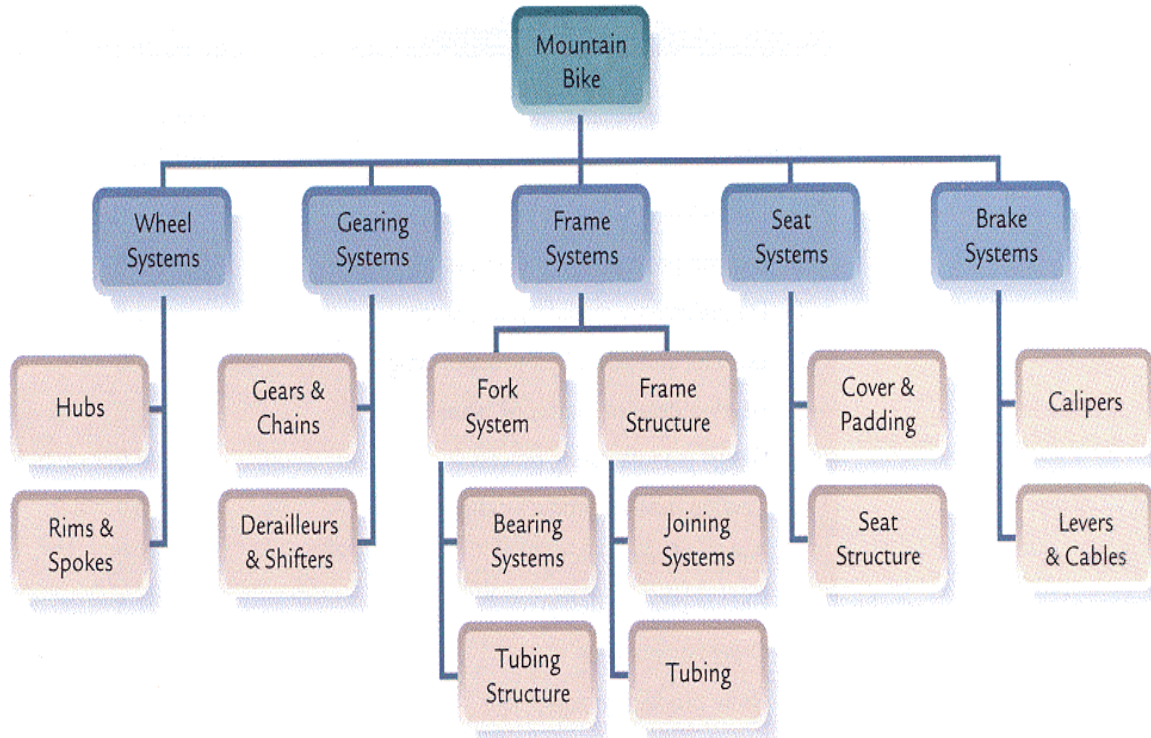 Mountain
Bike
Wheel
Systems
Gearing
Systems
Frame
Systems
Seat
Systems
Brake
Systems
Hubs
Gears &
Chains
Fork
System
Frame
Structure
Cover &
Padding
Calipers
Rims &
Spokes
Derailleurs
& Shifters
Bearing
Systems
Joining
Systems
Seat
Structure
Levers
& Cables
Tubing
Structure
Tubing